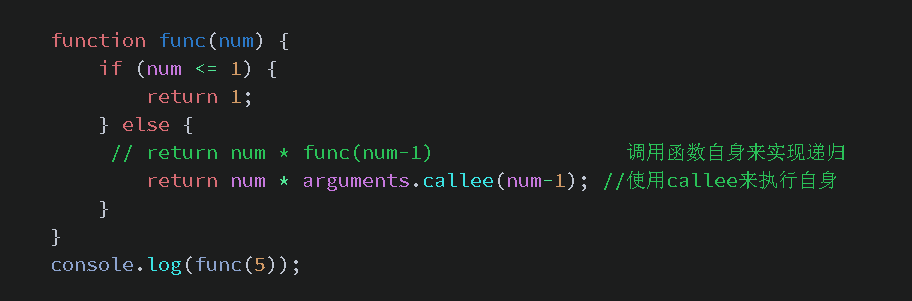 function func(num) {
    if (num <= 1) {
        return 1;
    } else {
     // return num * func(num-1)                调用函数自身来实现递归
        return num * arguments.callee(num-1); //使用callee来执行自身
    }
}
console.log(func(5));